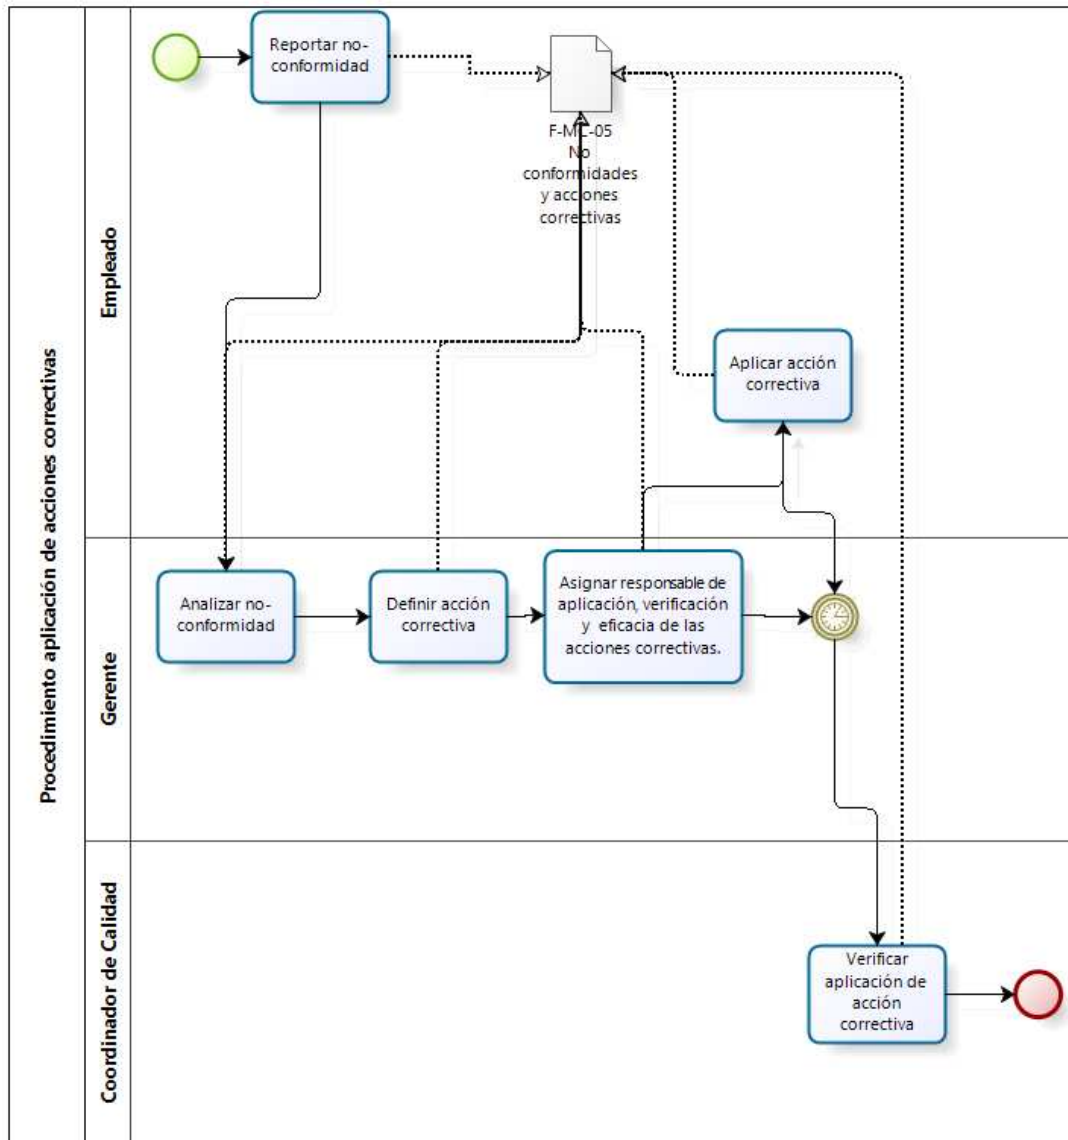 Procedimiento aplicación de acciones correctivas
Empleado
Reportar no-
conformidad
F-MC-05
No
conformidades
y acciones
correctivas
Aplicar acción
correctiva
Gerente
Analizar no-
conformidad
Definir acción
correctiva
Asignar responsable de
aplicación, verificación
y eficacia de las
acciones correctivas.
Coordinador de Calidad
Verificar
aplicación de
acción
correctiva